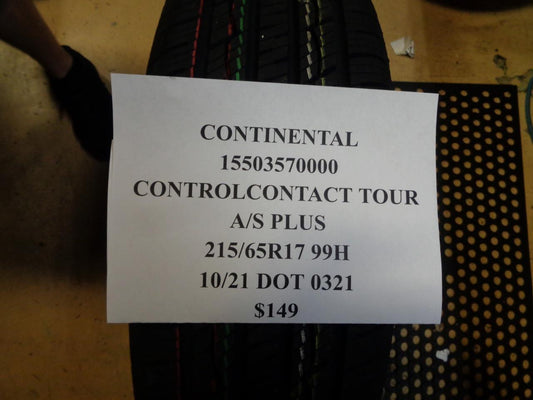 CONTINENTAL
15503570000
CONTROLCONTACT TOUR
A/S PLUS
215/65R17 99H
10/21 DOT 0321
$149